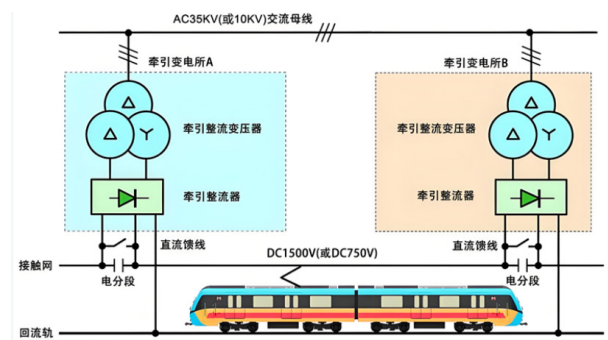 AC35KV(或10KV)交流母线
牵引变电所A
牵引变电所B
牵引整流变压器
牵引整流变压器
牵引整流器
牵引整流器
直流馈线
直流馈线
DC1500V(或DC750V)
接触网
电分段
电分段
回流轨